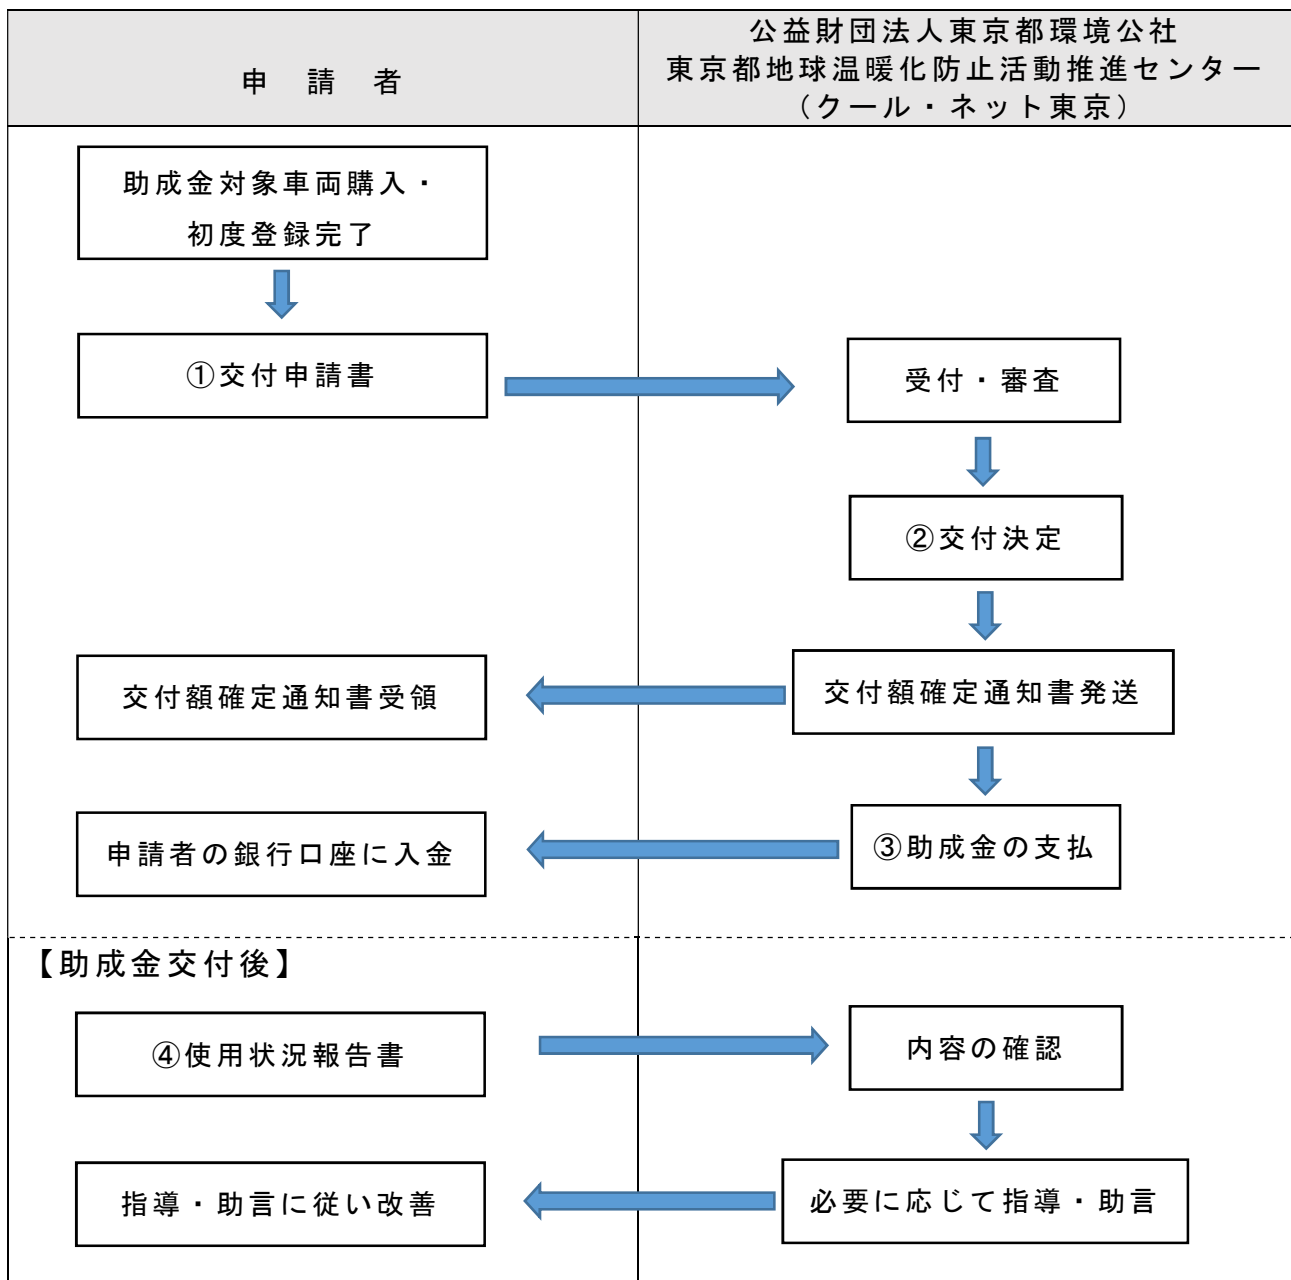 申 請 者
公益財団法人東京都環境公社
東京都地球温暖化防止活動推進センター
（クール・ネット東京）
助成金対象車両購入・
初度登録完了
①交付申請書
受付・審査
②交付決定
交付額確定通知書受領
交付額確定通知書発送
申請者の銀行口座に入金
③助成金の支払
【助成金交付後】
④使用状況報告書
内容の確認
指導・助言に従い改善
必要に応じて指導・助言